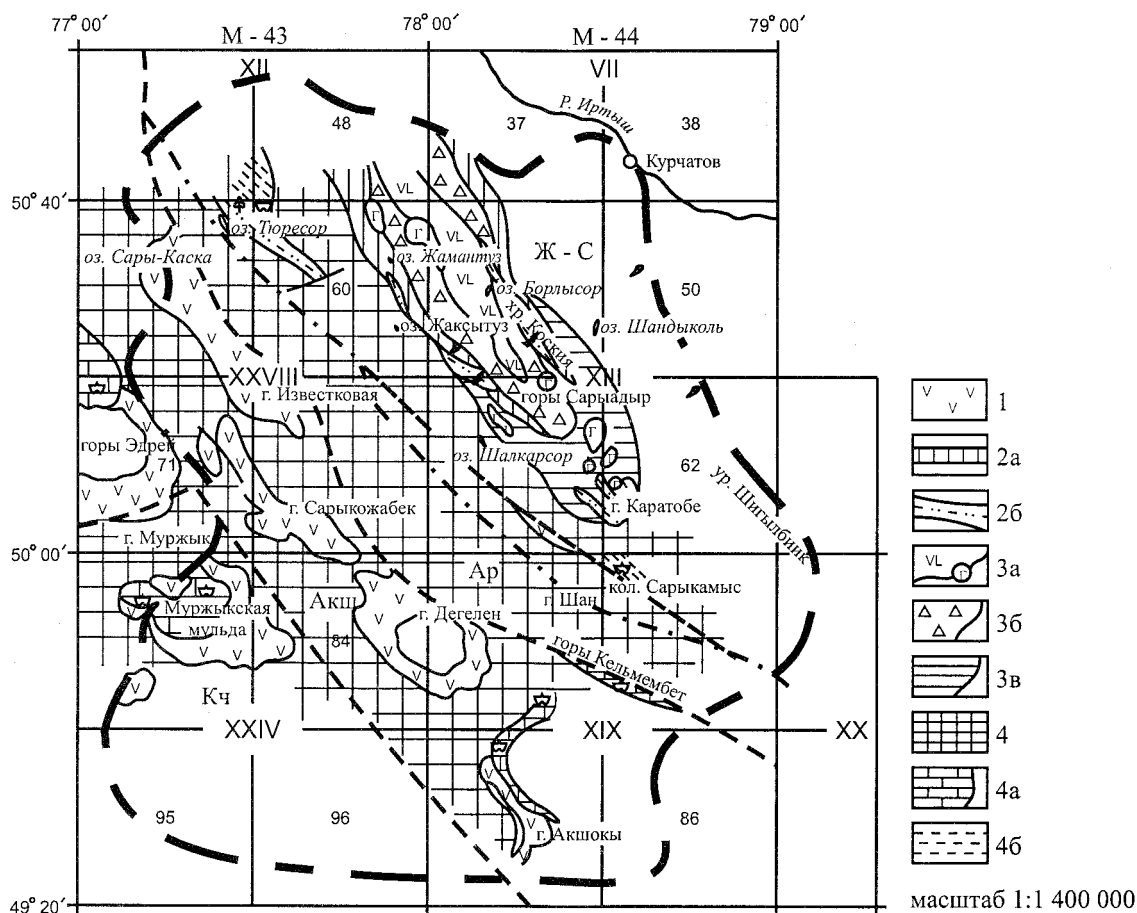 77° 00′ 78° 00′ 79° 00′
М - 43 М - 44
XII VII
48 37 38
Р. Иртыш
Курчатов
50° 40′
оз. Тюресор
VL
Г Г VL
Ж - С
оз. Сары-Каска
оз. Жамантуз
оз. Борлысор
60 50
VL
хр. Коския
оз. Жаксытуз
оз. Шандыколь
VL
XXVIII XIII
г. Известковая
Г
горы Сарыадыр
горы Эдрей
Г
71
оз. Шалкарсор
62
г. Сарыкожабек
г. Каратобе
ур. Шигылбиик
г. Муржык
50° 00′
Ар
кол. Сарыкамыс
Муржыкская
мульда
Акш
г. Дегелен
г. Шан
84
горы Кельмембет
Кч
XXIV XIX XX
95 96 86
г. Акшокы
49° 20′
V V V 1
2а
2б
VL Г 3а
3б
3в
4
4а
4б
масштаб 1:1 400 000